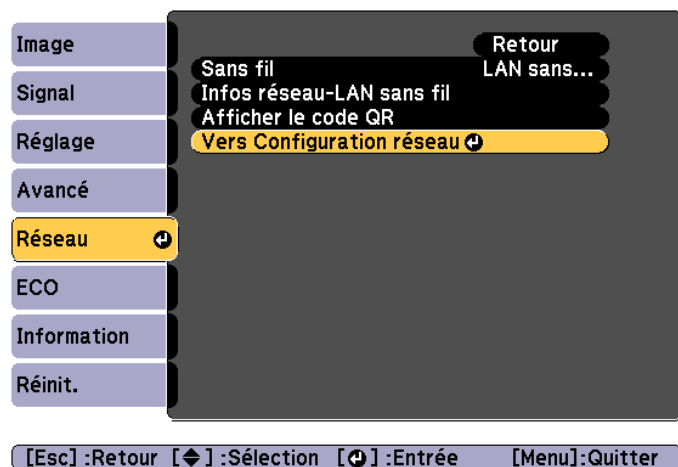 Image
Signal
Réglage
Avancé
Réseau
ECO
Information
Réinit.
Retour
Sans fil LAN sans...
Infos réseau-LAN sans fil
Afficher le code QR
Vers Configuration réseau
[Esc] :Retour [◆] :Sélection [↵] :Entrée [Menu]:Quitter